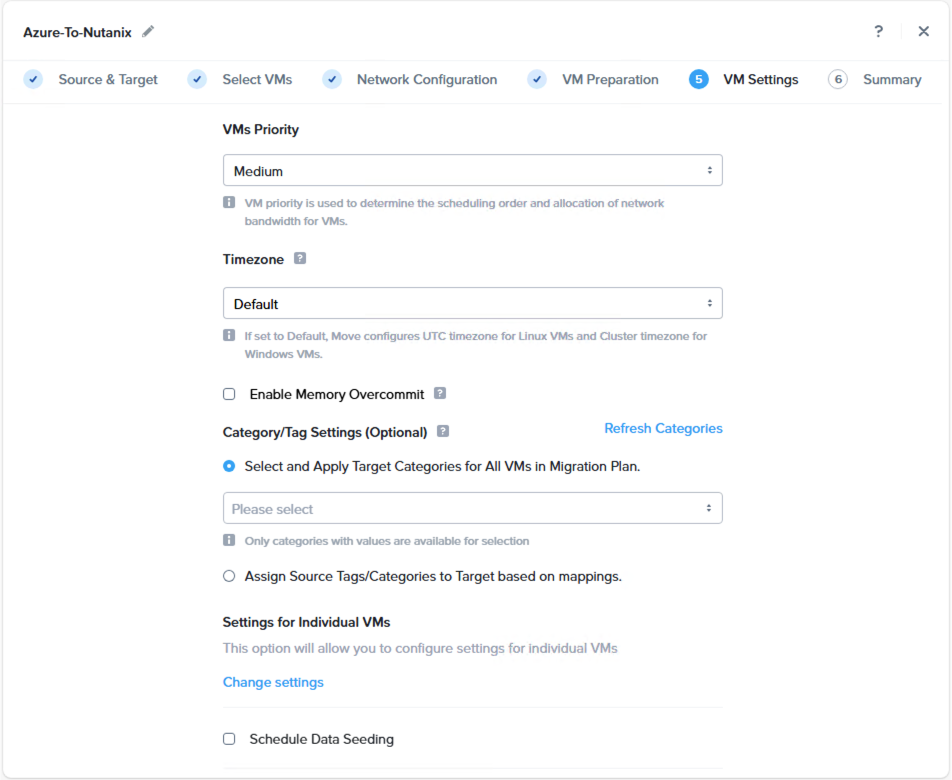 Azure-To-Nutanix
?
Source & Target
Select VMs
Network Configuration
VM Preparation
5 VM Settings
6 Summary
VMs Priority
Medium
VM priority is used to determine the scheduling order and allocation of network
bandwidth for VMs.
Timezone ?
Default
If set to Default, Move configures UTC timezone for Linux VMs and Cluster timezone for
Windows VMs.
Enable Memory Overcommit ?
Category/Tag Settings (Optional) ?
Refresh Categories
Select and Apply Target Categories for All VMs in Migration Plan.
Please select
Only categories with values are available for selection
Assign Source Tags/Categories to Target based on mappings.
Settings for Individual VMs
This option will allow you to configure settings for individual VMs
Change settings
Schedule Data Seeding